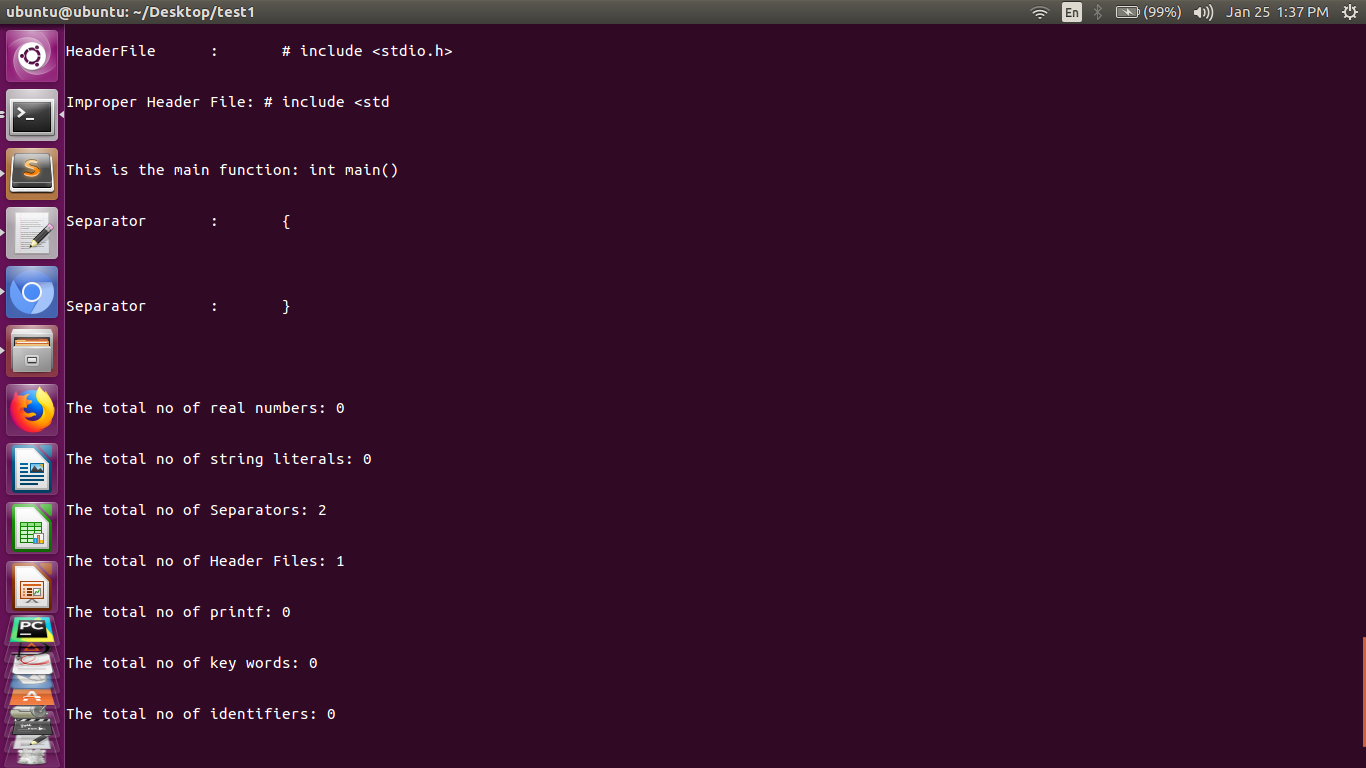 ubuntu@ubuntu: ~/Desktop/test1 En (99%) Jan 25 1:37 PM
HeaderFile : # include <stdio.h>
Improper Header File: # include <std
This is the main function: int main()
Separator : {
Separator : }
The total no of real numbers: 0
The total no of string literals: 0
The total no of Separators: 2
The total no of Header Files: 1
The total no of printf: 0
PC
The total no of key words: 0
The total no of identifiers: 0